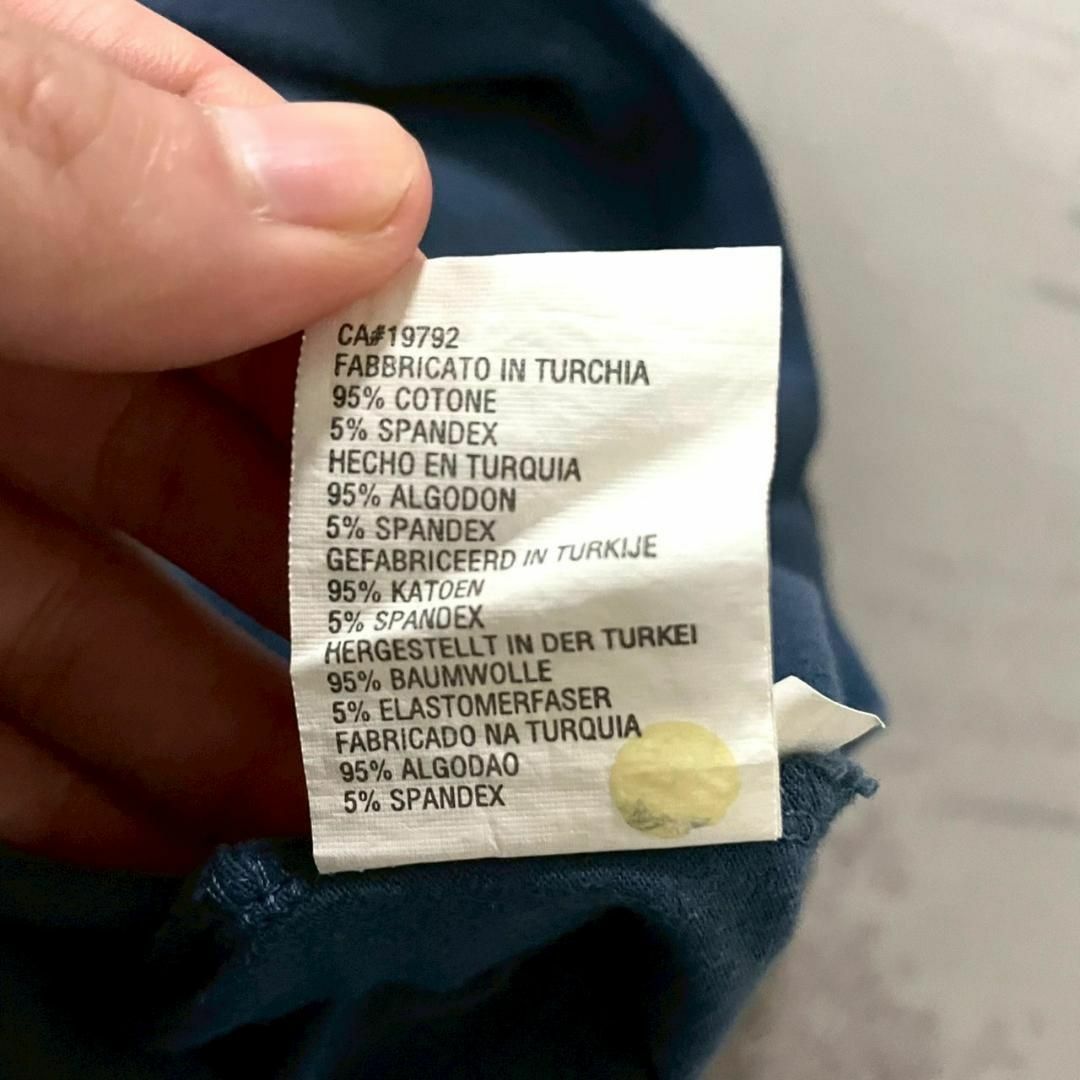 CA#19792
FABBRICATO IN TURCHIA
95% COTONE
5% SPANDEX
HECHO EN TURQUIA
95% ALGODON
5% SPANDEX
GEFABRICEERD IN TURKIJE
95% KATOEN
5% SPANDEX
HERGESTELLT IN DER TURKEI
95% BAUMWOLLE
5% ELASTOMERFASER
FABRICADO NA TURQUIA
95% ALGODAO
5% SPANDEX